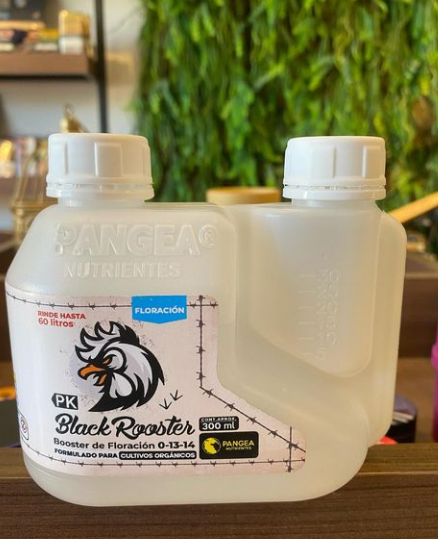 PANGEA®
NUTRIENTES
FLORACIÓN
RINDE HASTA
60 litros
PK
Black Rooster
CONT. APROX.
300 ml
Booster de Floración 0-13-14
FORMULADO PARA CULTIVOS ORGÁNICOS
PANGEA
NUTRIENTES